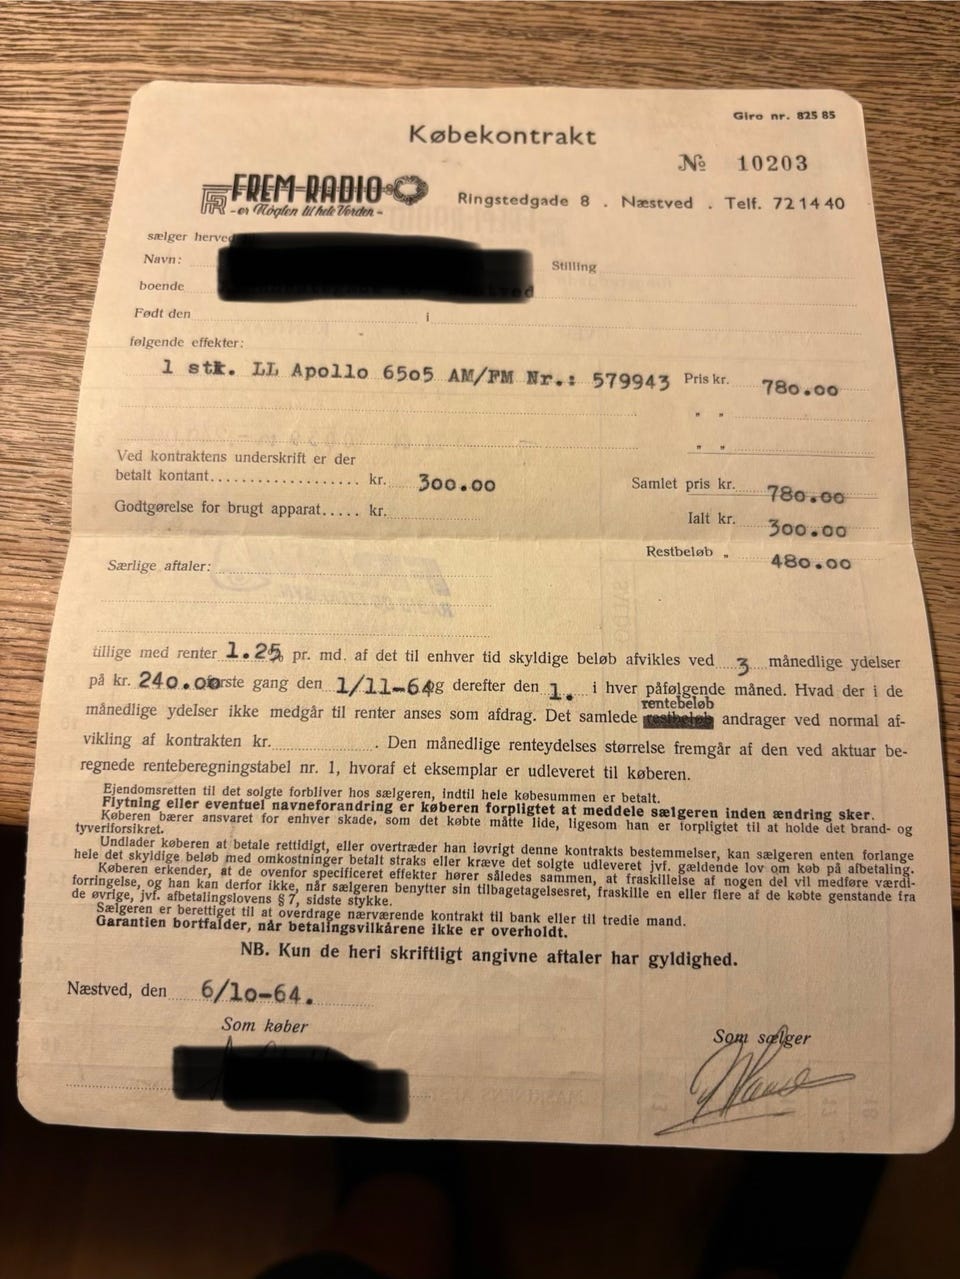 Giro nr. 825 85
Købekontrakt
№ 10203
FR FREM-RADIO
- er Nøglen til hele Verden -
Ringstedgade 8 . Næstved . Telf. 72 14 40
sælger herved
Navn:
Stilling
boende
Født den i
følgende effekter:
1 stk. LL Apollo 6505 AM/FM Nr.: 579943 Pris kr. 780.00
" "
" "
Ved kontraktens underskrift er der
betalt kontant.................. kr. 300.00
Samlet pris kr. 780.00
Godtgørelse for brugt apparat..... kr.
Ialt kr. 300.00
Restbeløb " 480.00
Særlige aftaler:
tillige med renter 1.25 pr. md. af det til enhver tid skyldige beløb afvikles ved 3 månedlige ydelser
på kr. 240.00 første gang den 1/11-64 og derefter den 1. i hver påfølgende måned. Hvad der i de
rentebeløb
månedlige ydelser ikke medgår til renter anses som afdrag. Det samlede restbeløb andrager ved normal af-
vikling af kontrakten kr. . Den månedlige renteydelses størrelse fremgår af den ved aktuar be-
regnede renteberegningstabel nr. 1, hvoraf et eksemplar er udleveret til køberen.
Ejendomsretten til det solgte forbliver hos sælgeren, indtil hele købesummen er betalt.
Flytning eller eventuel navneforandring er køberen forpligtet at meddele sælgeren inden ændring sker.
Køberen bærer ansvaret for enhver skade, som det købte måtte lide, ligesom han er forpligtet til at holde det brand- og
tyveriforsikret.
Undlader køberen at betale rettidigt, eller overtræder han iøvrigt denne kontrakts bestemmelser, kan sælgeren enten forlange
hele det skyldige beløb med omkostninger betalt straks eller kræve det solgte udleveret jvf. gældende lov om køb på afbetaling.
Køberen erkender, at de ovenfor specificeret effekter hører således sammen, at fraskillelse af nogen del vil medføre værdi-
forringelse, og han kan derfor ikke, når sælgeren benytter sin tilbagetagelsesret, fraskille en eller flere af de købte genstande fra
de øvrige, jvf. afbetalingslovens § 7, sidste stykke.
Sælgeren er berettiget til at overdrage nærværende kontrakt til bank eller til tredie mand.
Garantien bortfalder, når betalingsvilkårene ikke er overholdt.
NB. Kun de heri skriftligt angivne aftaler har gyldighed.
Næstved, den 6/10-64.
Som køber
Som sælger